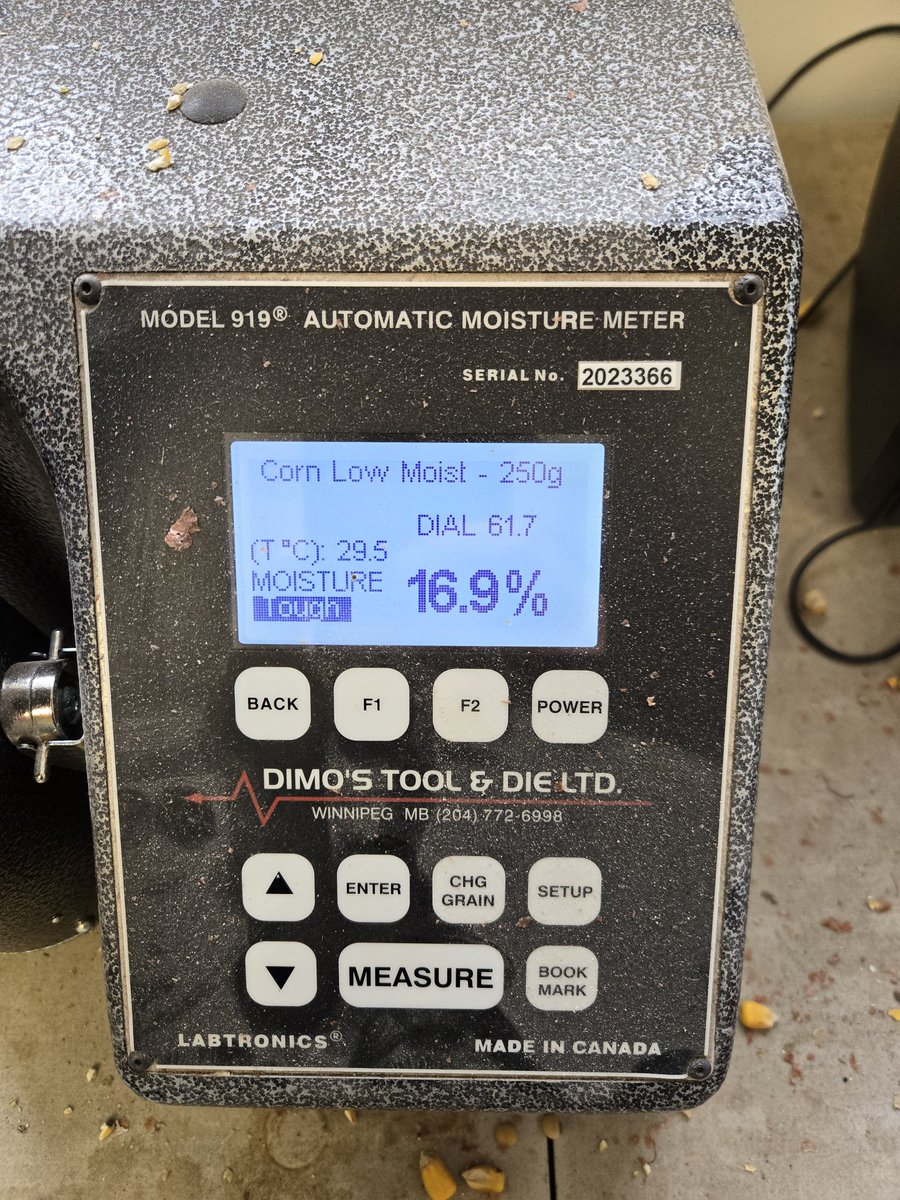 MODEL 919® AUTOMATIC MOISTURE METER
SERIAL No. 2023366
Corn Low Moist - 250g
DIAL 61.7
(T °C): 29.5
MOISTURE 16.9%
Tough
BACK F1 F2 POWER
DIMO'S TOOL & DIE LTD.
WINNIPEG MB (204) 772-6998
▲ ENTER CHG GRAIN SETUP
▼ MEASURE BOOK MARK
LABTRONICS® MADE IN CANADA